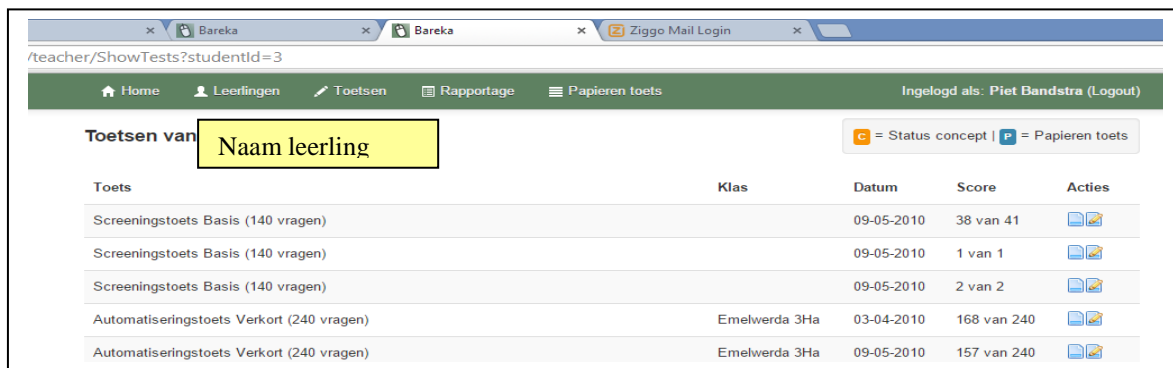 Bareka
Bareka
Ziggo Mail Login
/teacher/ShowTests?studentId=3
Home Leerlingen Toetsen Rapportage Papieren toets Ingelogd als: Piet Bandstra (Logout)
Toetsen van
Naam leerling
C = Status concept | P = Papieren toets
Toets Klas Datum Score Acties
Screeningstoets Basis (140 vragen) 09-05-2010 38 van 41
Screeningstoets Basis (140 vragen) 09-05-2010 1 van 1
Screeningstoets Basis (140 vragen) 09-05-2010 2 van 2
Automatiseringstoets Verkort (240 vragen) Emelwerda 3Ha 03-04-2010 168 van 240
Automatiseringstoets Verkort (240 vragen) Emelwerda 3Ha 09-05-2010 157 van 240